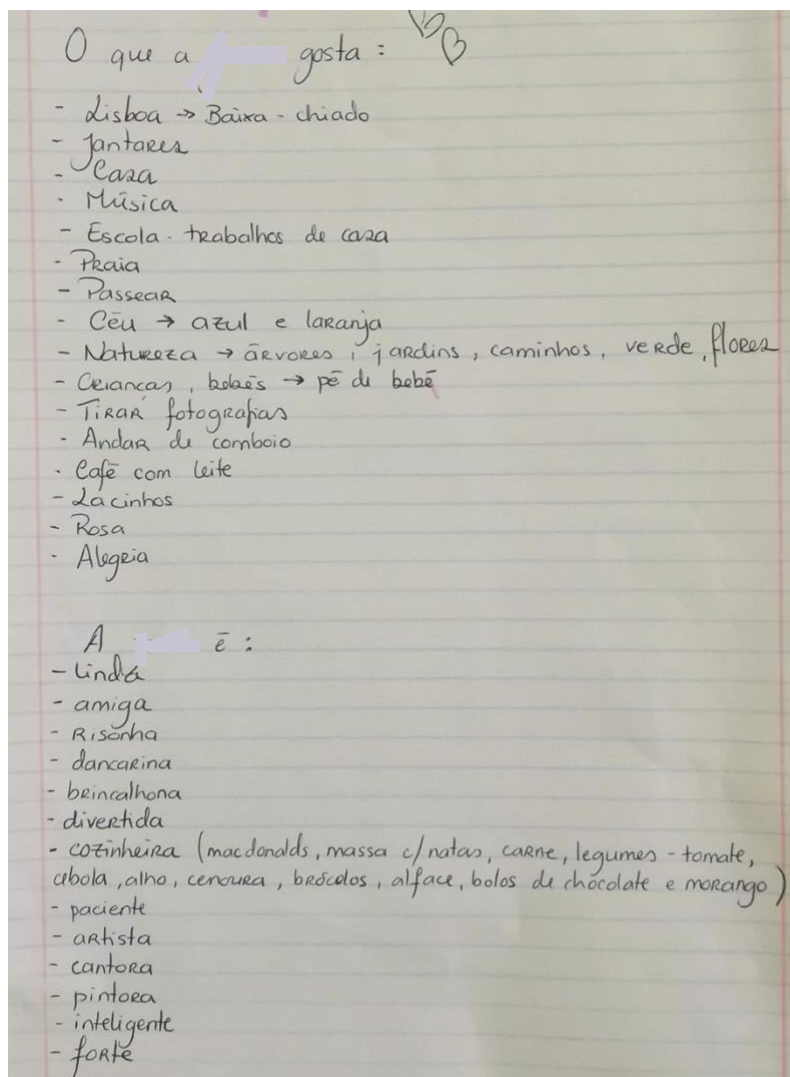 O que a gosta:
- Lisboa → Baixa - chiado
- Jantares
- Casa
- Música
- Escola - trabalhos de casa
- Praia
- Passear
- Céu → azul e laranja
- Natureza → árvores, jardins, caminhos, verde, flores
- Criancas, bebés → pé de bebé
- Tirar fotografias
- Andar de comboio
- Café com leite
- Lacinhos
- Rosa
- Alegria
A é:
- linda
- amiga
- Risonha
- dancarina
- brincalhona
- divertida
- cozinheira (macdonalds, massa c/ natas, carne, legumes - tomate,
cebola, alho, cenoura, brócolos, alface, bolos de chocolate e morango)
- paciente
- artista
- cantora
- pintora
- inteligente
- forte